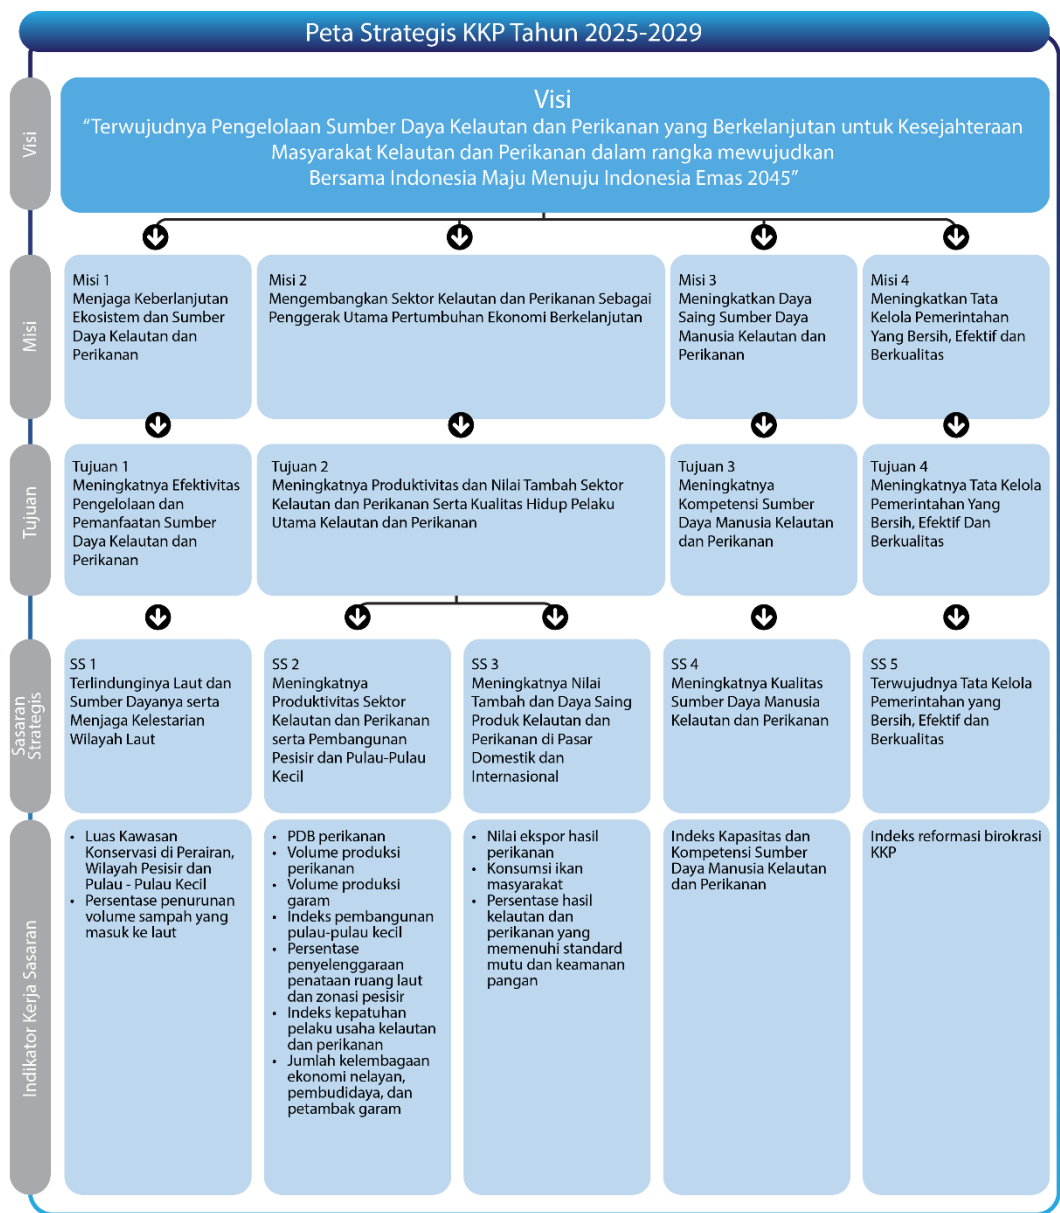 Peta Strategis KKP Tahun 2025-2029
Visi
Visi
“Terwujudnya Pengelolaan Sumber Daya Kelautan dan Perikanan yang Berkelanjutan untuk Kesejahteraan
Masyarakat Kelautan dan Perikanan dalam rangka mewujudkan
Bersama Indonesia Maju Menuju Indonesia Emas 2045”
Misi
Misi 1
Menjaga Keberlanjutan
Ekosistem dan Sumber
Daya Kelautan dan
Perikanan
Misi 2
Mengembangkan Sektor Kelautan dan Perikanan Sebagai
Penggerak Utama Pertumbuhan Ekonomi Berkelanjutan
Misi 3
Meningkatkan Daya
Saing Sumber Daya
Manusia Kelautan dan
Perikanan
Misi 4
Meningkatkan Tata
Kelola Pemerintahan
Yang Bersih, Efektif dan
Berkualitas
Tujuan
Tujuan 1
Meningkatnya Efektivitas
Pengelolaan dan
Pemanfaatan Sumber
Daya Kelautan dan
Perikanan
Tujuan 2
Meningkatnya Produktivitas dan Nilai Tambah Sektor
Kelautan dan Perikanan Serta Kualitas Hidup Pelaku
Utama Kelautan dan Perikanan
Tujuan 3
Meningkatnya
Kompetensi Sumber
Daya Manusia Kelautan
dan Perikanan
Tujuan 4
Meningkatnya Tata Kelola
Pemerintahan Yang
Bersih, Efektif Dan
Berkualitas
Sasaran
Strategis
SS 1
Terlindunginya Laut dan
Sumber Dayanya serta
Menjaga Kelestarian
Wilayah Laut
SS 2
Meningkatnya
Produktivitas Sektor
Kelautan dan Perikanan
serta Pembangunan
Pesisir dan Pulau-Pulau
Kecil
SS 3
Meningkatnya Nilai
Tambah dan Daya Saing
Produk Kelautan dan
Perikanan di Pasar
Domestik dan
Internasional
SS 4
Meningkatnya Kualitas
Sumber Daya Manusia
Kelautan dan Perikanan
SS 5
Terwujudnya Tata Kelola
Pemerintahan yang
Bersih, Efektif dan
Berkualitas
Indikator Kerja Sasaran
• Luas Kawasan
Konservasi di Perairan,
Wilayah Pesisir dan
Pulau - Pulau Kecil
• Persentase penurunan
volume sampah yang
masuk ke laut
• PDB perikanan
• Volume produksi
perikanan
• Volume produksi
garam
• Indeks pembangunan
pulau-pulau kecil
• Persentase
penyelenggaraan
penataan ruang laut
dan zonasi pesisir
• Indeks kepatuhan
pelaku usaha kelautan
dan perikanan
• Jumlah kelembagaan
ekonomi nelayan,
pembudidaya, dan
petambak garam
• Nilai ekspor hasil
perikanan
• Konsumsi ikan
masyarakat
• Persentase hasil
kelautan dan
perikanan yang
memenuhi standard
mutu dan keamanan
pangan
Indeks Kapasitas dan
Kompetensi Sumber
Daya Manusia Kelautan
dan Perikanan
Indeks reformasi birokrasi
KKP